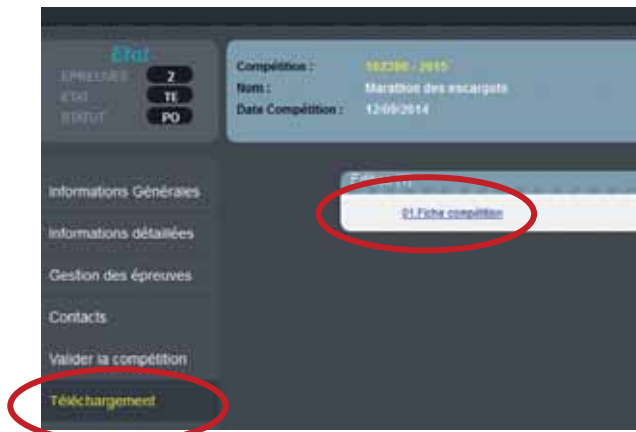 Etat
EPREUVES 2
ETAT TE
STATUT PO
Compétition :
Nom : Marathon des escargots
Date Compétition : 12/09/2014
Informations Générales
Informations détaillées
Gestion des épreuves
Contacts
Valider la compétition
Téléchargement
01.Fiche compétition